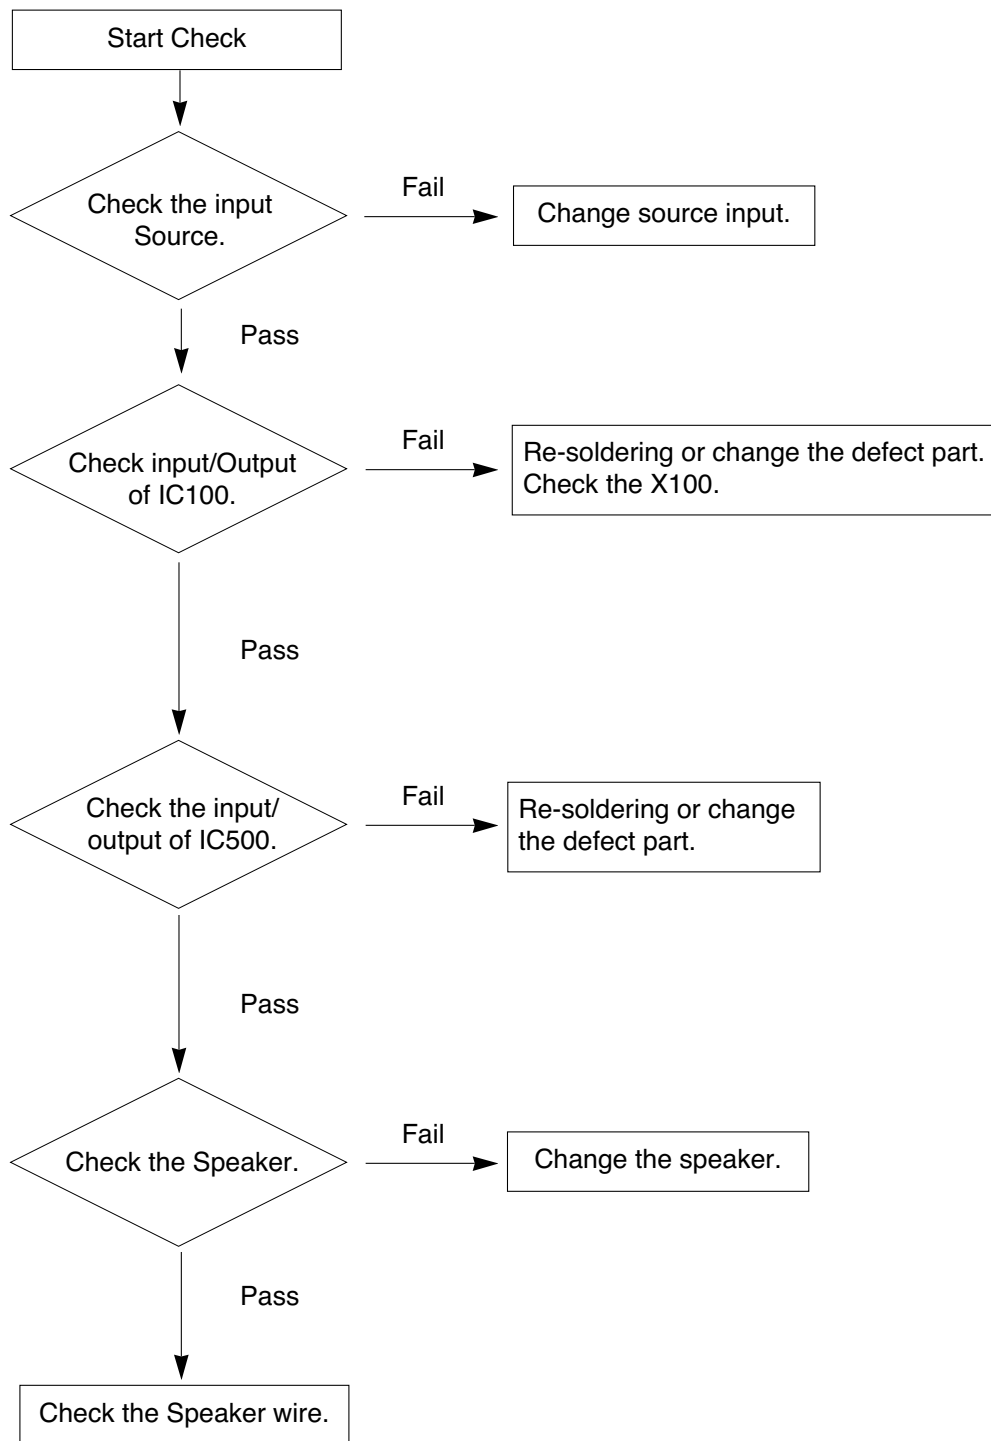 Start Check
Check the input
Source.
Fail
Change source input.
Pass
Check input/Output
of IC100.
Fail
Re-soldering or change the defect part.
Check the X100.
Pass
Check the input/
output of IC500.
Fail
Re-soldering or change
the defect part.
Pass
Check the Speaker.
Fail
Change the speaker.
Pass
Check the Speaker wire.